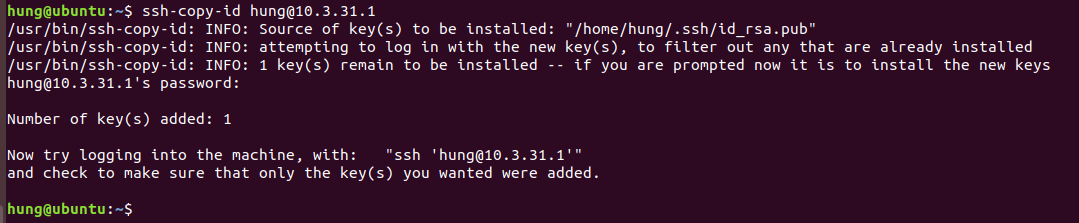 hung@ubuntu:~$ ssh-copy-id hung@10.3.31.1
/usr/bin/ssh-copy-id: INFO: Source of key(s) to be installed: "/home/hung/.ssh/id_rsa.pub"
/usr/bin/ssh-copy-id: INFO: attempting to log in with the new key(s), to filter out any that are already installed
/usr/bin/ssh-copy-id: INFO: 1 key(s) remain to be installed -- if you are prompted now it is to install the new keys
hung@10.3.31.1's password:
Number of key(s) added: 1
Now try logging into the machine, with:   "ssh 'hung@10.3.31.1'"
and check to make sure that only the key(s) you wanted were added.
hung@ubuntu:~$